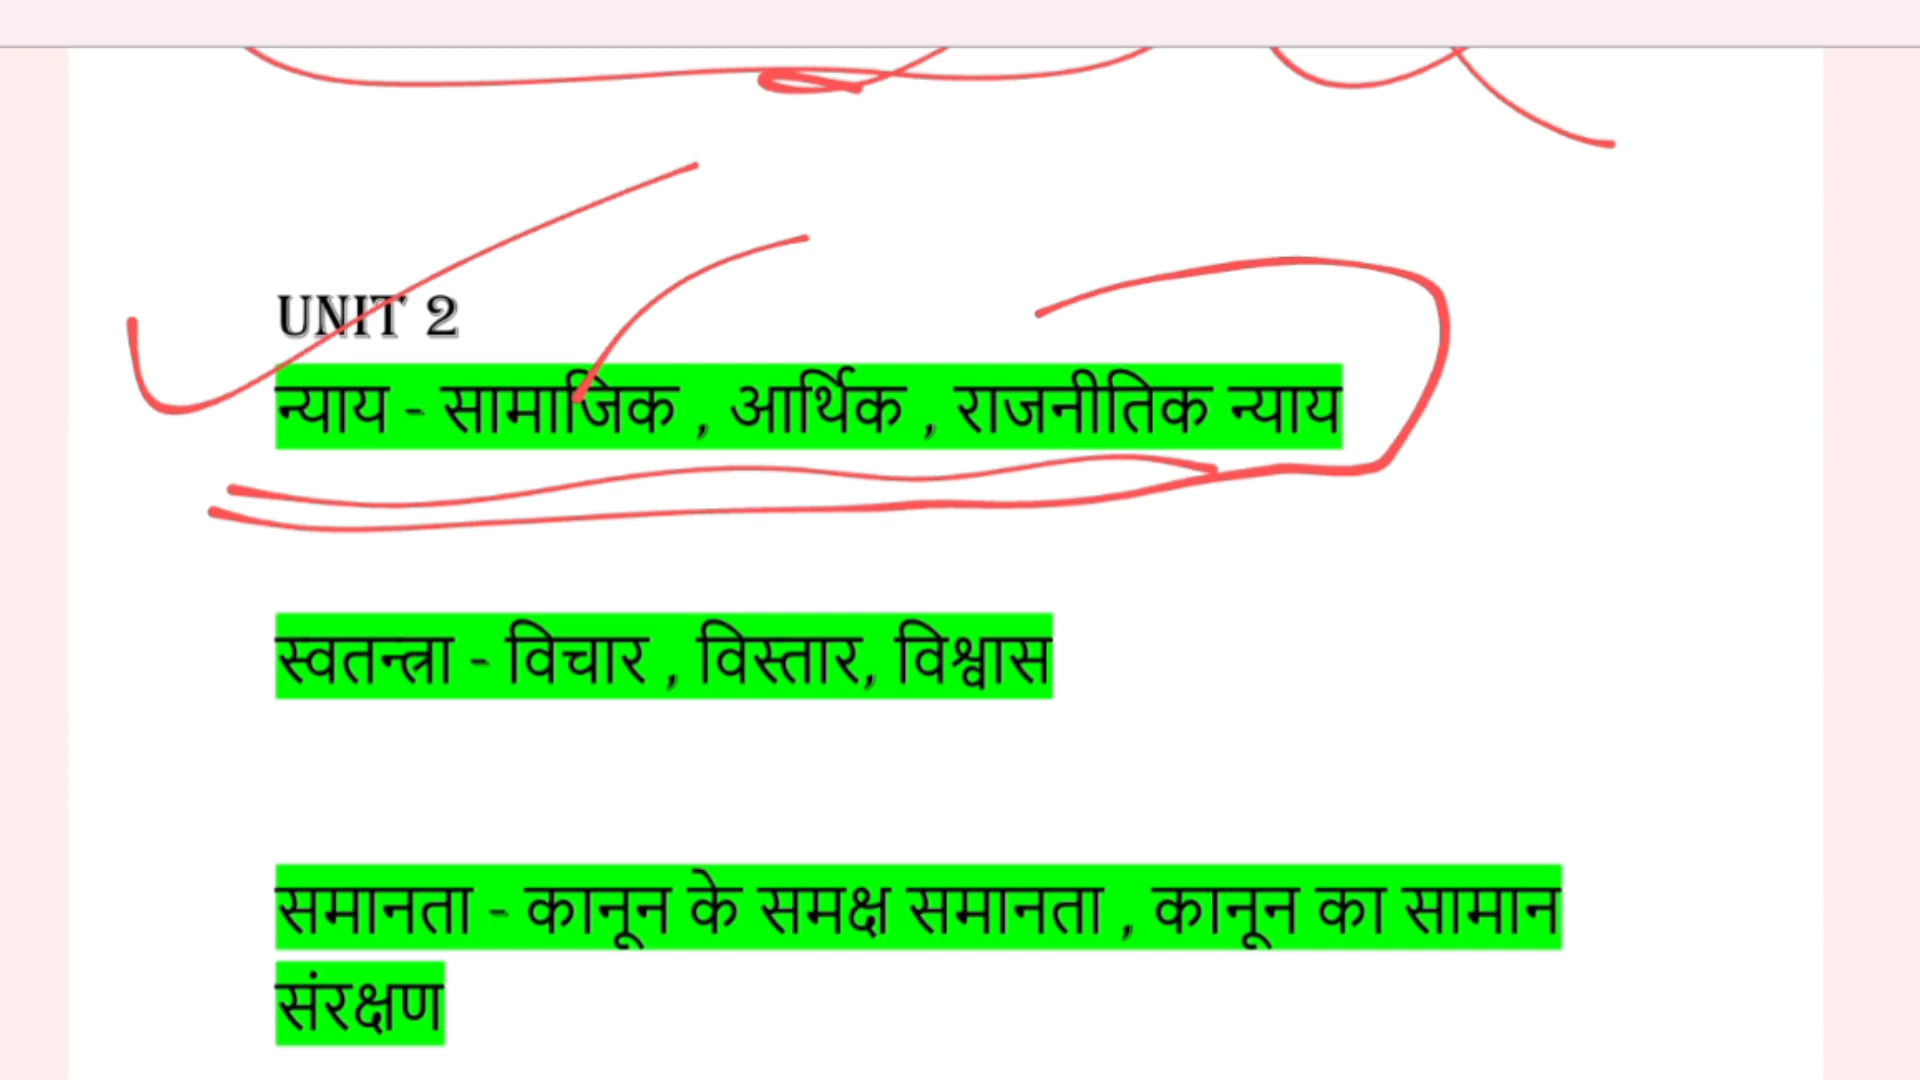 UNIT 2
न्याय - सामाजिक , आर्थिक , राजनीतिक न्याय
स्वतन्त्रा - विचार , विस्तार, विश्वास
समानता - कानून के समक्ष समानता , कानून का सामान
संरक्षण